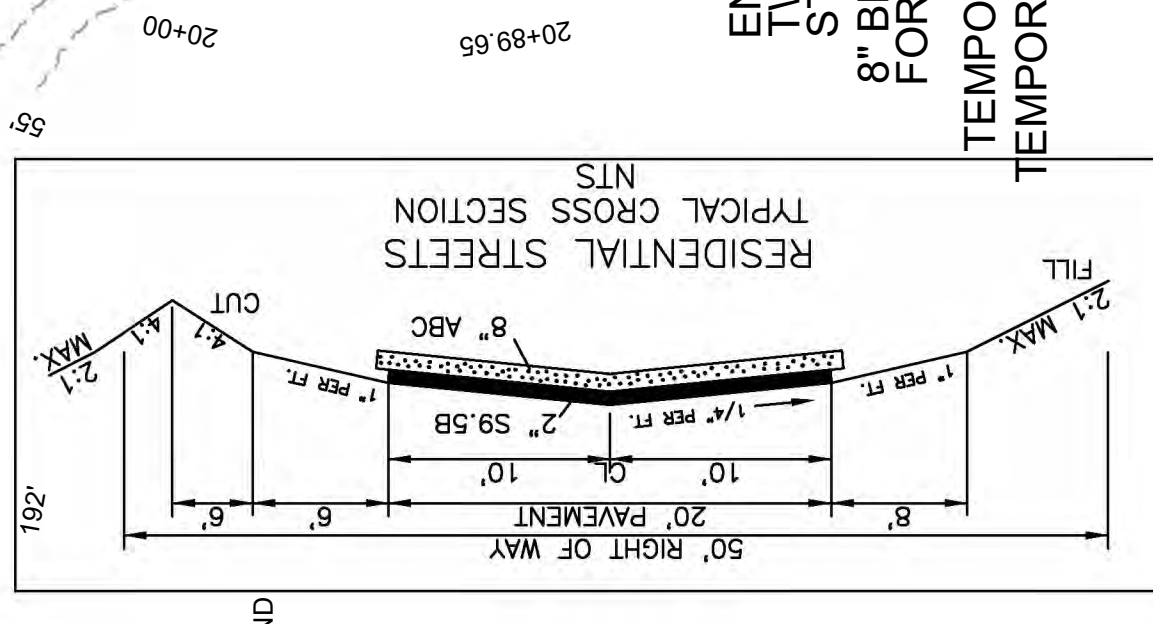 50' RIGHT OF WAY
8' 20' PAVEMENT 6' 6'
10' CL 10'
1/4" PER FT. 2" S9.5B
1" PER FT. 1" PER FT.
8" ABC
2:1 MAX. FILL
CUT 4:1 4:1 2:1 MAX.
RESIDENTIAL STREETS
TYPICAL CROSS SECTION
NTS
192'
55'
20+00
20+89.65
ND
EN
8" B
FOR
TEMPO
TEMPOR